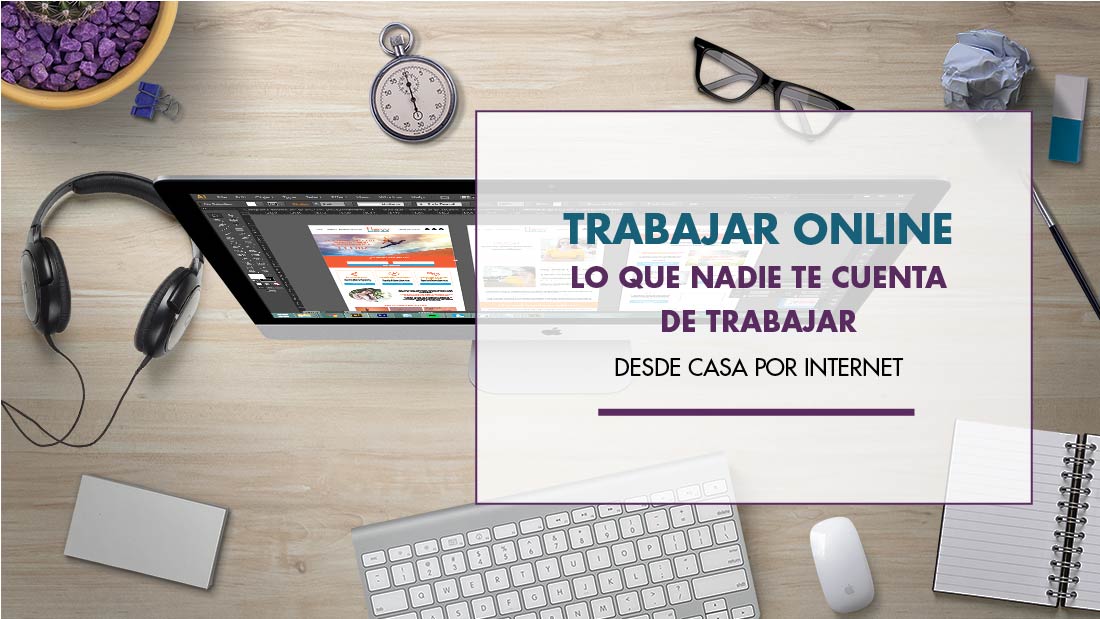 TRABAJAR ONLINE
LO QUE NADIE TE CUENTA
DE TRABAJAR
DESDE CASA POR INTERNET